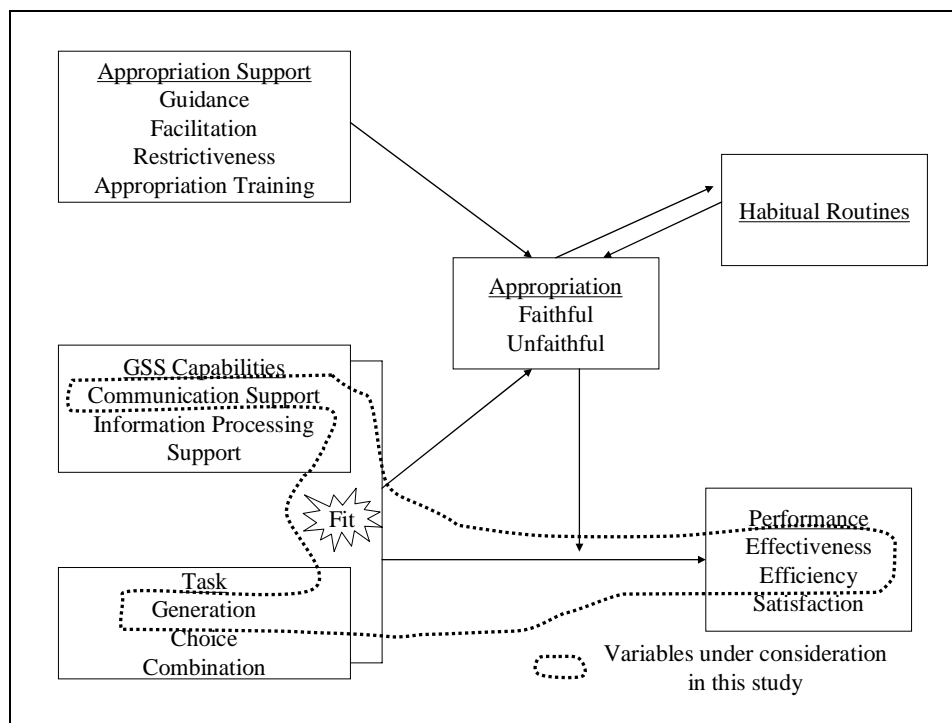 Appropriation Support
Guidance
Facilitation
Restrictiveness
Appropriation Training
Habitual Routines
Appropriation
Faithful
Unfaithful
GSS Capabilities
Communication Support
Information Processing
Support
Fit
Performance
Effectiveness
Efficiency
Satisfaction
Task
Generation
Choice
Combination
Variables under consideration
in this study